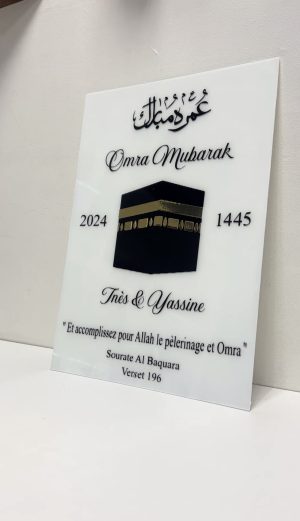 عمرة مبارك
Omra Mubarak
2024 1445
Inès & Yassine
" Et accomplissez pour Allah le pèlerinage et Omra "
Sourate Al Baquara
Verset 196